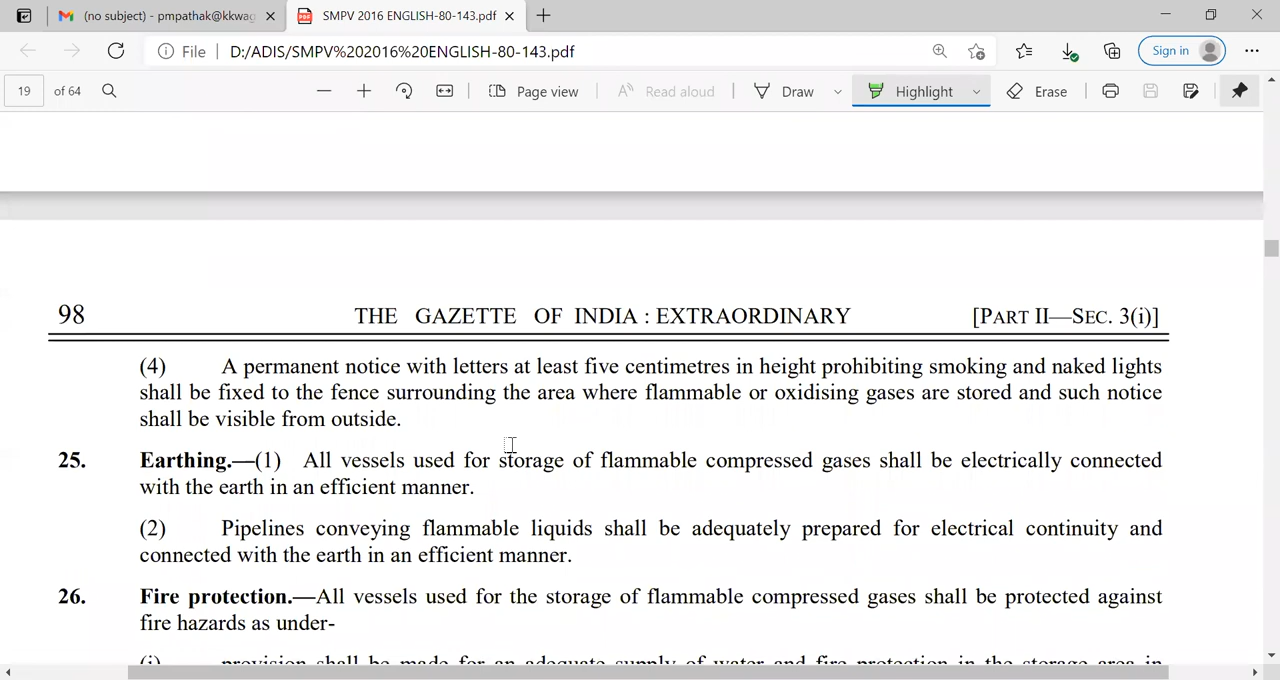 (no subject) - pmpathak@kkwag
SMPV 2016 ENGLISH-80-143.pdf
File
D:/ADIS/SMPV%202016%20ENGLISH-80-143.pdf
Sign in
19 of 64
Page view
Read aloud
Draw
Highlight
Erase
98 THE GAZETTE OF INDIA : EXTRAORDINARY [PART II—SEC. 3(i)]
(4) A permanent notice with letters at least five centimetres in height prohibiting smoking and naked lights
shall be fixed to the fence surrounding the area where flammable or oxidising gases are stored and such notice
shall be visible from outside.
25. Earthing.—(1) All vessels used for storage of flammable compressed gases shall be electrically connected
with the earth in an efficient manner.
(2) Pipelines conveying flammable liquids shall be adequately prepared for electrical continuity and
connected with the earth in an efficient manner.
26. Fire protection.—All vessels used for the storage of flammable compressed gases shall be protected against
fire hazards as under-
(i) provision shall be made for an adequate supply of water and fire protection in the storage area in